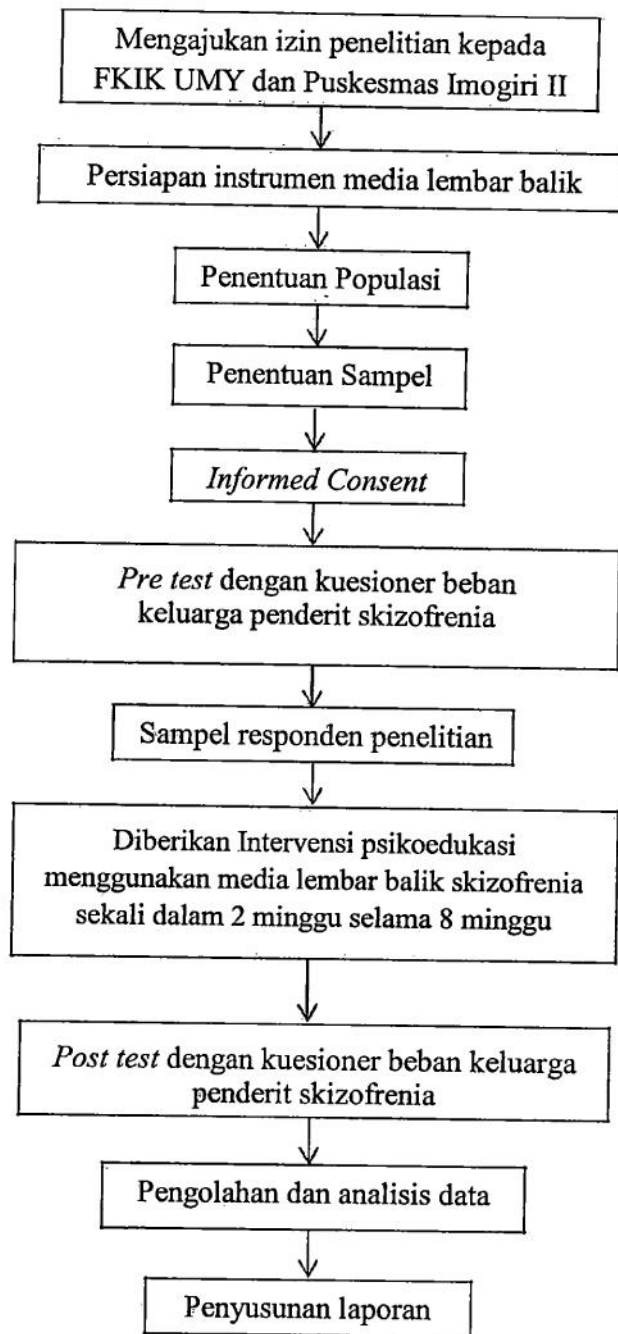 Mengajukan izin penelitian kepada
FKIK UMY dan Puskesmas Imogiri II
Persiapan instrumen media lembar balik
Penentuan Populasi
Penentuan Sampel
Informed Consent
Pre test dengan kuesioner beban
keluarga penderit skizofrenia
Sampel responden penelitian
Diberikan Intervensi psikoedukasi
menggunakan media lembar balik skizofrenia
sekali dalam 2 minggu selama 8 minggu
Post test dengan kuesioner beban keluarga
penderit skizofrenia
Pengolahan dan analisis data
Penyusunan laporan